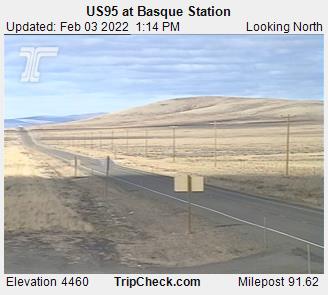 US95 at Basque Station
Updated: Feb 03 2022 1:14 PM Looking North
Elevation 4460 TripCheck.com Milepost 91.62